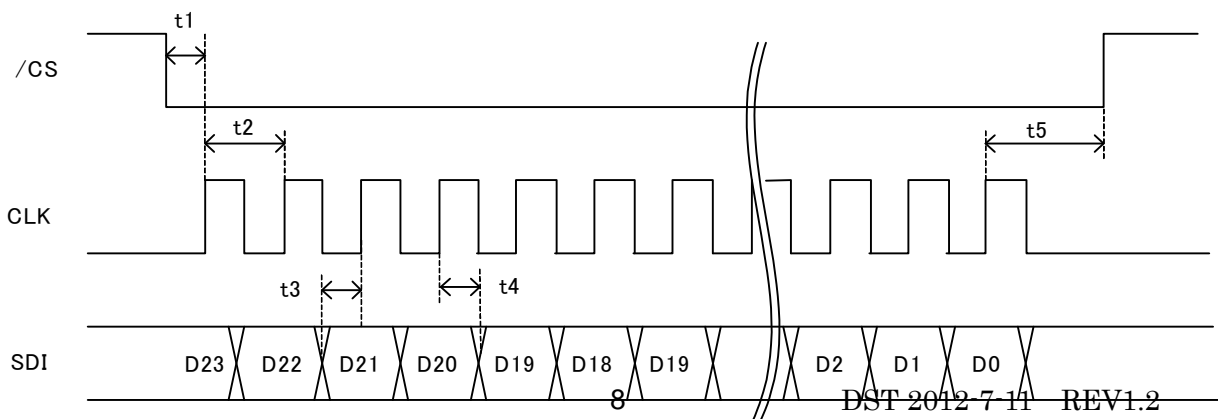 t1
/CS
t2
t5
CLK
t3
t4
SDI
D23
D22
D21
D20
D19
D18
D19
D2
D1
D0
8
DST 2012-7-11 REV1.2